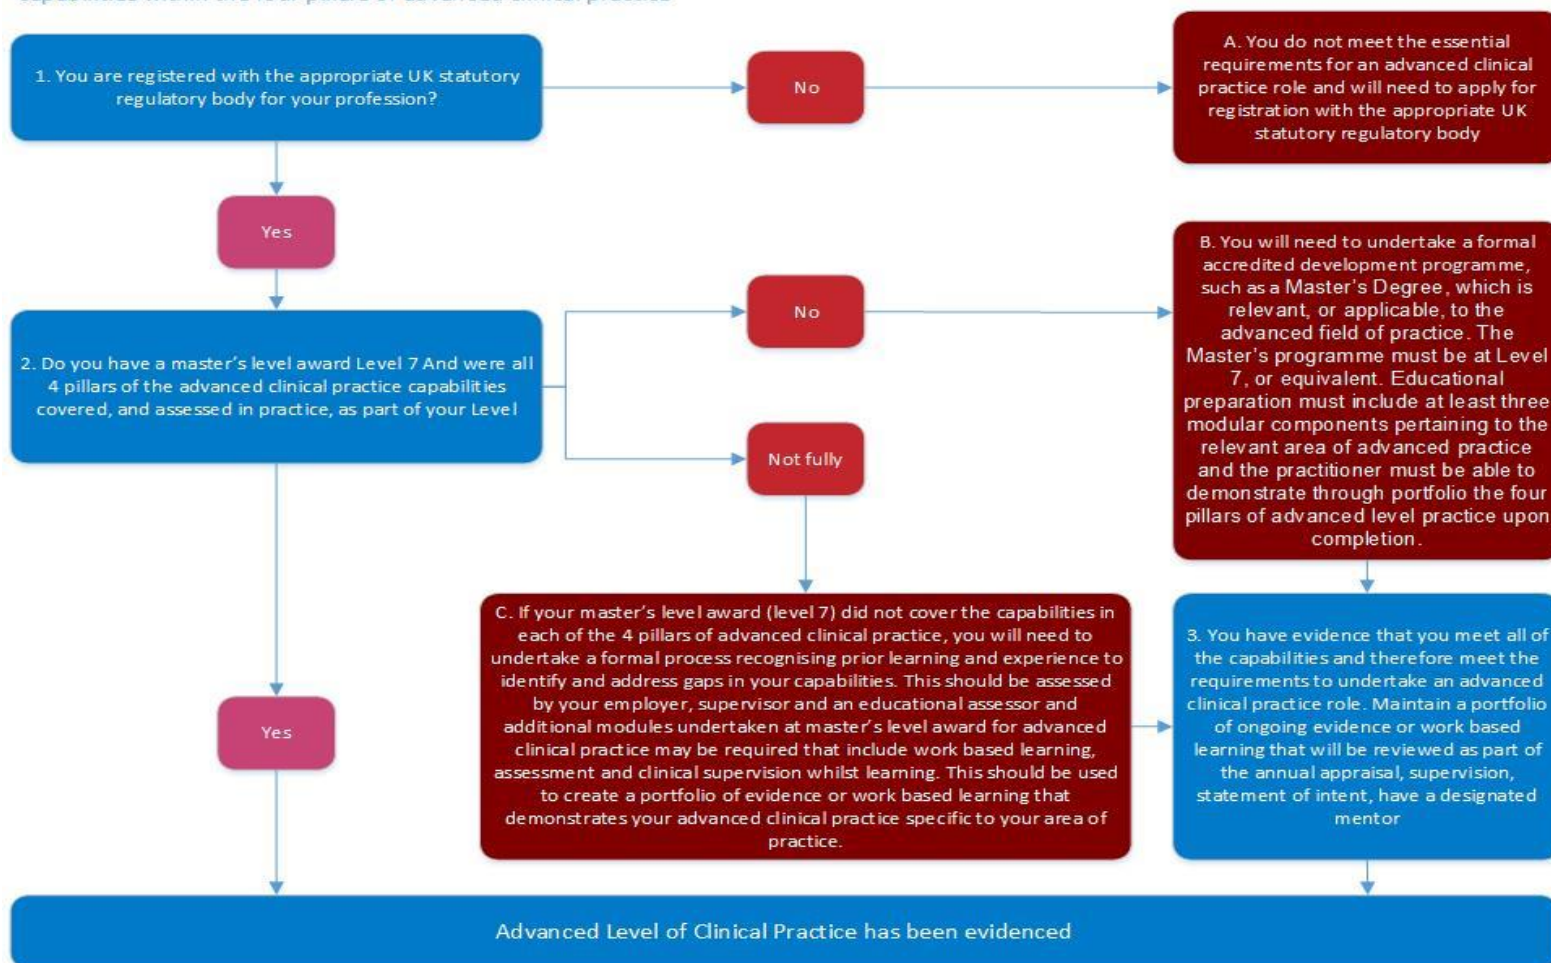 capabilities within the four pillars of advanced clinical practice
1. You are registered with the appropriate UK statutory
regulatory body for your profession?
No
A. You do not meet the essential
requirements for an advanced clinical
practice role and will need to apply for
registration with the appropriate UK
statutory regulatory body
Yes
2. Do you have a master's level award Level 7 And were all
4 pillars of the advanced clinical practice capabilities
covered, and assessed in practice, as part of your Level
No
B. You will need to undertake a formal
accredited development programme,
such as a Master's Degree, which is
relevant, or applicable, to the
advanced field of practice. The
Master's programme must be at Level
7, or equivalent. Educational
preparation must include at least three
modular components pertaining to the
relevant area of advanced practice
and the practitioner must be able to
demonstrate through portfolio the four
pillars of advanced level practice upon
completion.
Not fully
C. If your master's level award (level 7) did not cover the capabilities in
each of the 4 pillars of advanced clinical practice, you will need to
undertake a formal process recognising prior learning and experience to
identify and address gaps in your capabilities. This should be assessed
by your employer, supervisor and an educational assessor and
additional modules undertaken at master's level award for advanced
clinical practice may be required that include work based learning,
assessment and clinical supervision whilst learning. This should be used
to create a portfolio of evidence or work based learning that
demonstrates your advanced clinical practice specific to your area of
practice.
3. You have evidence that you meet all of
the capabilities and therefore meet the
requirements to undertake an advanced
clinical practice role. Maintain a portfolio
of ongoing evidence or work based
learning that will be reviewed as part of
the annual appraisal, supervision,
statement of intent, have a designated
mentor
Yes
Advanced Level of Clinical Practice has been evidenced